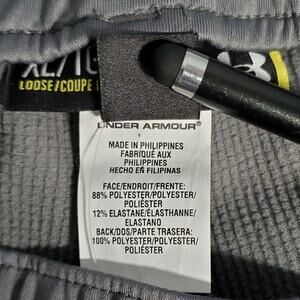 XL/TG
LOOSE/COUPE
UNDER ARMOUR®
MADE IN PHILIPPINES
FABRIQUÉ AUX
PHILIPPINES
HECHO EN FILIPINAS
FACE/ENDROIT/FRENTE:
88% POLYESTER/POLYESTER/
POLIÉSTER
12% ELASTANE/ÉLASTHANNE/
ELASTANO
BACK/DOS/PARTE TRASERA:
100% POLYESTER/POLYESTER/
POLIÉSTER